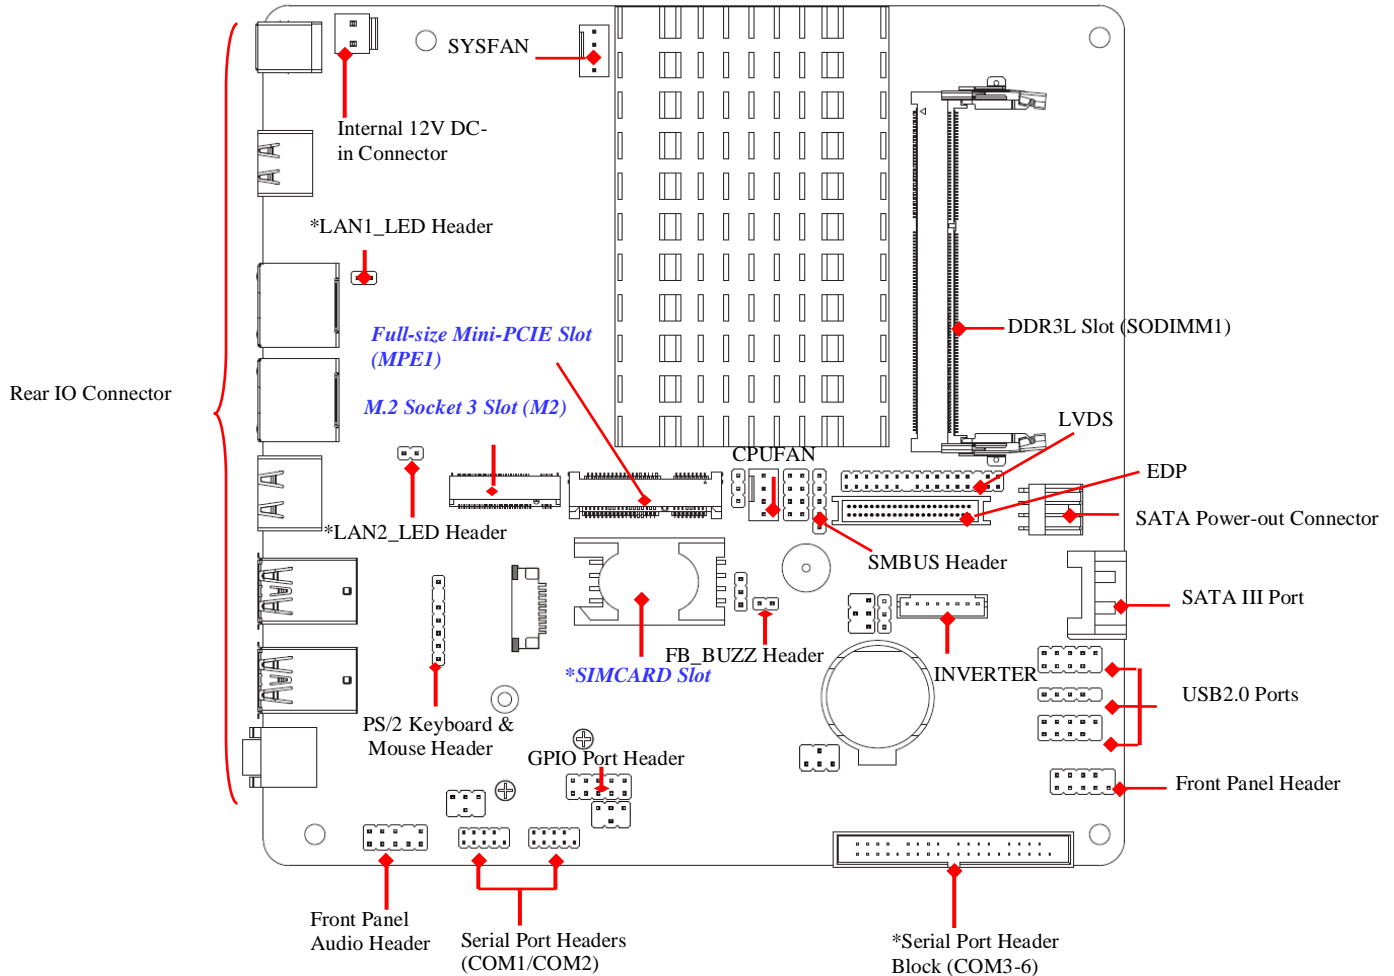 SYSFAN
Internal 12V DC-
in Connector
*LAN1_LED Header
Full-size Mini-PCIE Slot
(MPE1)
DDR3L Slot (SODIMM1)
Rear IO Connector
M.2 Socket 3 Slot (M2)
LVDS
CPUFAN
EDP
SATA Power-out Connector
*LAN2_LED Header
SMBUS Header
SATA III Port
FB_BUZZ Header
*SIMCARD Slot
INVERTER
USB2.0 Ports
PS/2 Keyboard &
Mouse Header
GPIO Port Header
Front Panel Header
Front Panel
Audio Header
Serial Port Headers
(COM1/COM2)
*Serial Port Header
Block (COM3-6)